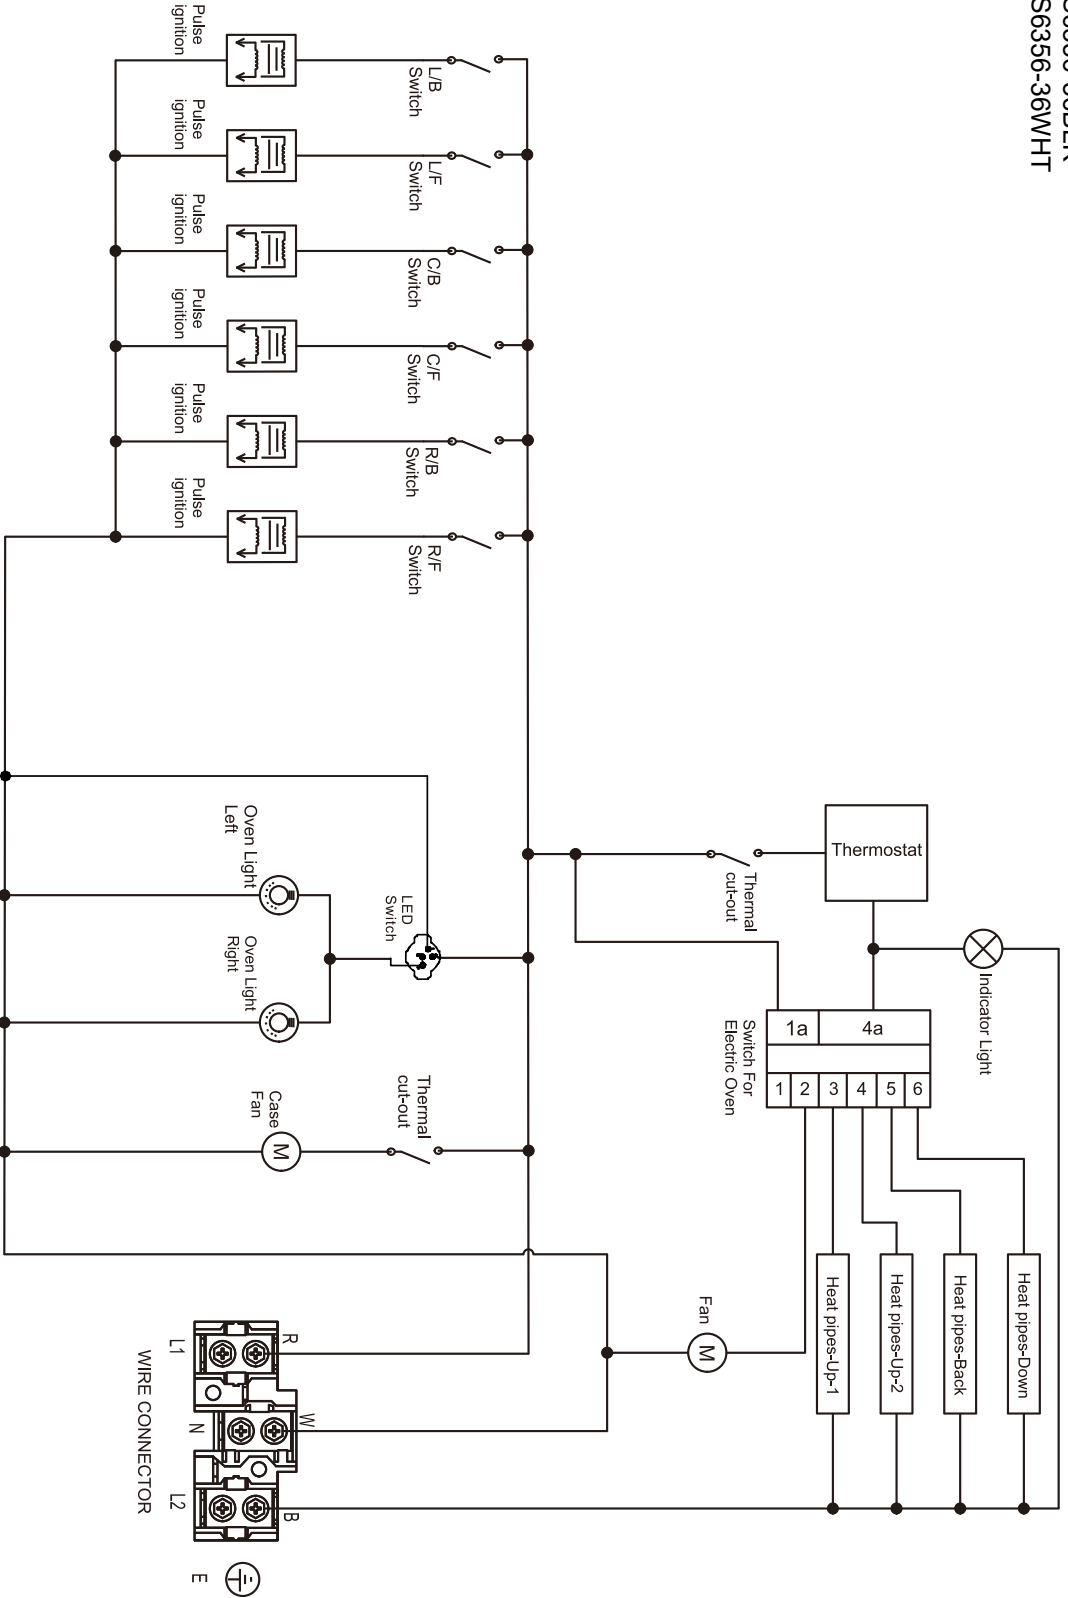 S6356-36WHT
Pulse
ignition
L/B
Switch
Pulse
ignition
L/F
Switch
Pulse
ignition
C/B
Switch
Pulse
ignition
C/F
Switch
Pulse
ignition
R/B
Switch
Pulse
ignition
R/F
Switch
Thermostat
Thermal
cut-out
Indicator Light
1a 4a
1 2 3 4 5 6
Switch For
Electric Oven
Oven Light
Left
LED
Switch
Oven Light
Right
Thermal
cut-out
Case
Fan
M
Fan
M
Heat pipes-Up-1
Heat pipes-Up-2
Heat pipes-Back
Heat pipes-Down
R
L1
W
N
B
L2
WIRE CONNECTOR
E